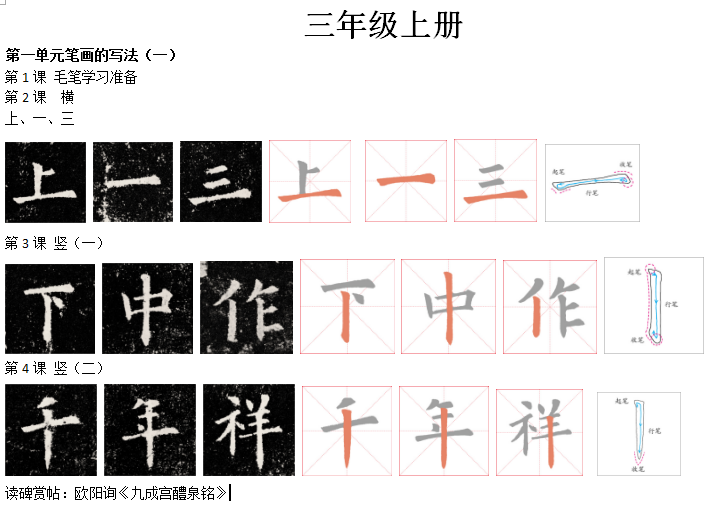 三年级上册
第一单元笔画的写法（一）
第 1 课 毛笔学习准备
第 2 课 横
上、一、三
上 一 三 上 一 三 起笔 行笔 收笔
第 3 课 竖（一）
下 中 作 下 中 作 起笔 行笔 收笔
第 4 课 竖（二）
千 年 祥 千 年 祥 起笔 行笔 收笔
读碑赏帖：欧阳询《九成宫醴泉铭》